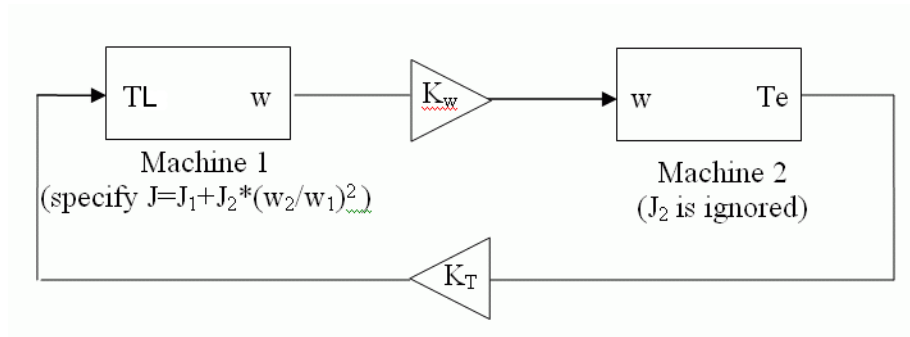 TL w
K_w
w Te
Machine 1
(specify J=J₁+J₂*(w₂/w₁)²)
Machine 2
(J₂ is ignored)
K_T